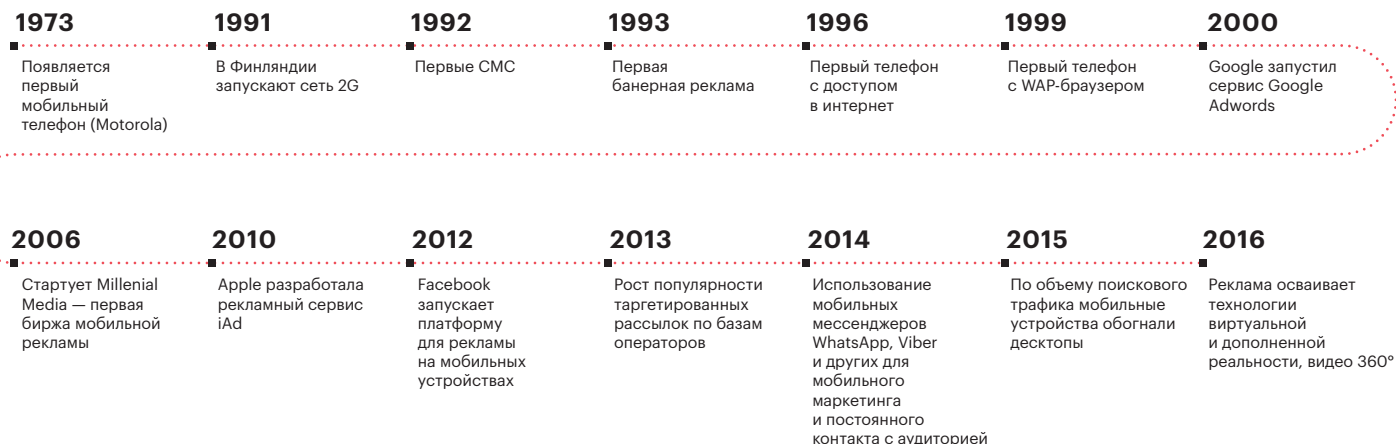 1973
Появляется
первый
мобильный
телефон (Motorola)
1991
В Финляндии
запускают сеть 2G
1992
Первые СМС
1993
Первая
банерная реклама
1996
Первый телефон
с доступом
в интернет
1999
Первый телефон
с WAP-браузером
2000
Google запустил
сервис Google
Adwords
2006
Стартует Millenial
Media — первая
биржа мобильной
рекламы
2010
Apple разработала
рекламный сервис
iAd
2012
Facebook
запускает
платформу
для рекламы
на мобильных
устройствах
2013
Рост популярности
таргетированных
рассылок по базам
операторов
2014
Использование
мобильных
мессенджеров
WhatsApp, Viber
и других для
мобильного
маркетинга
и постоянного
контакта с аудиторией
2015
По объему поискового
трафика мобильные
устройства обогнали
десктопы
2016
Реклама осваивает
технологии
виртуальной
и дополненной
реальности, видео 360°